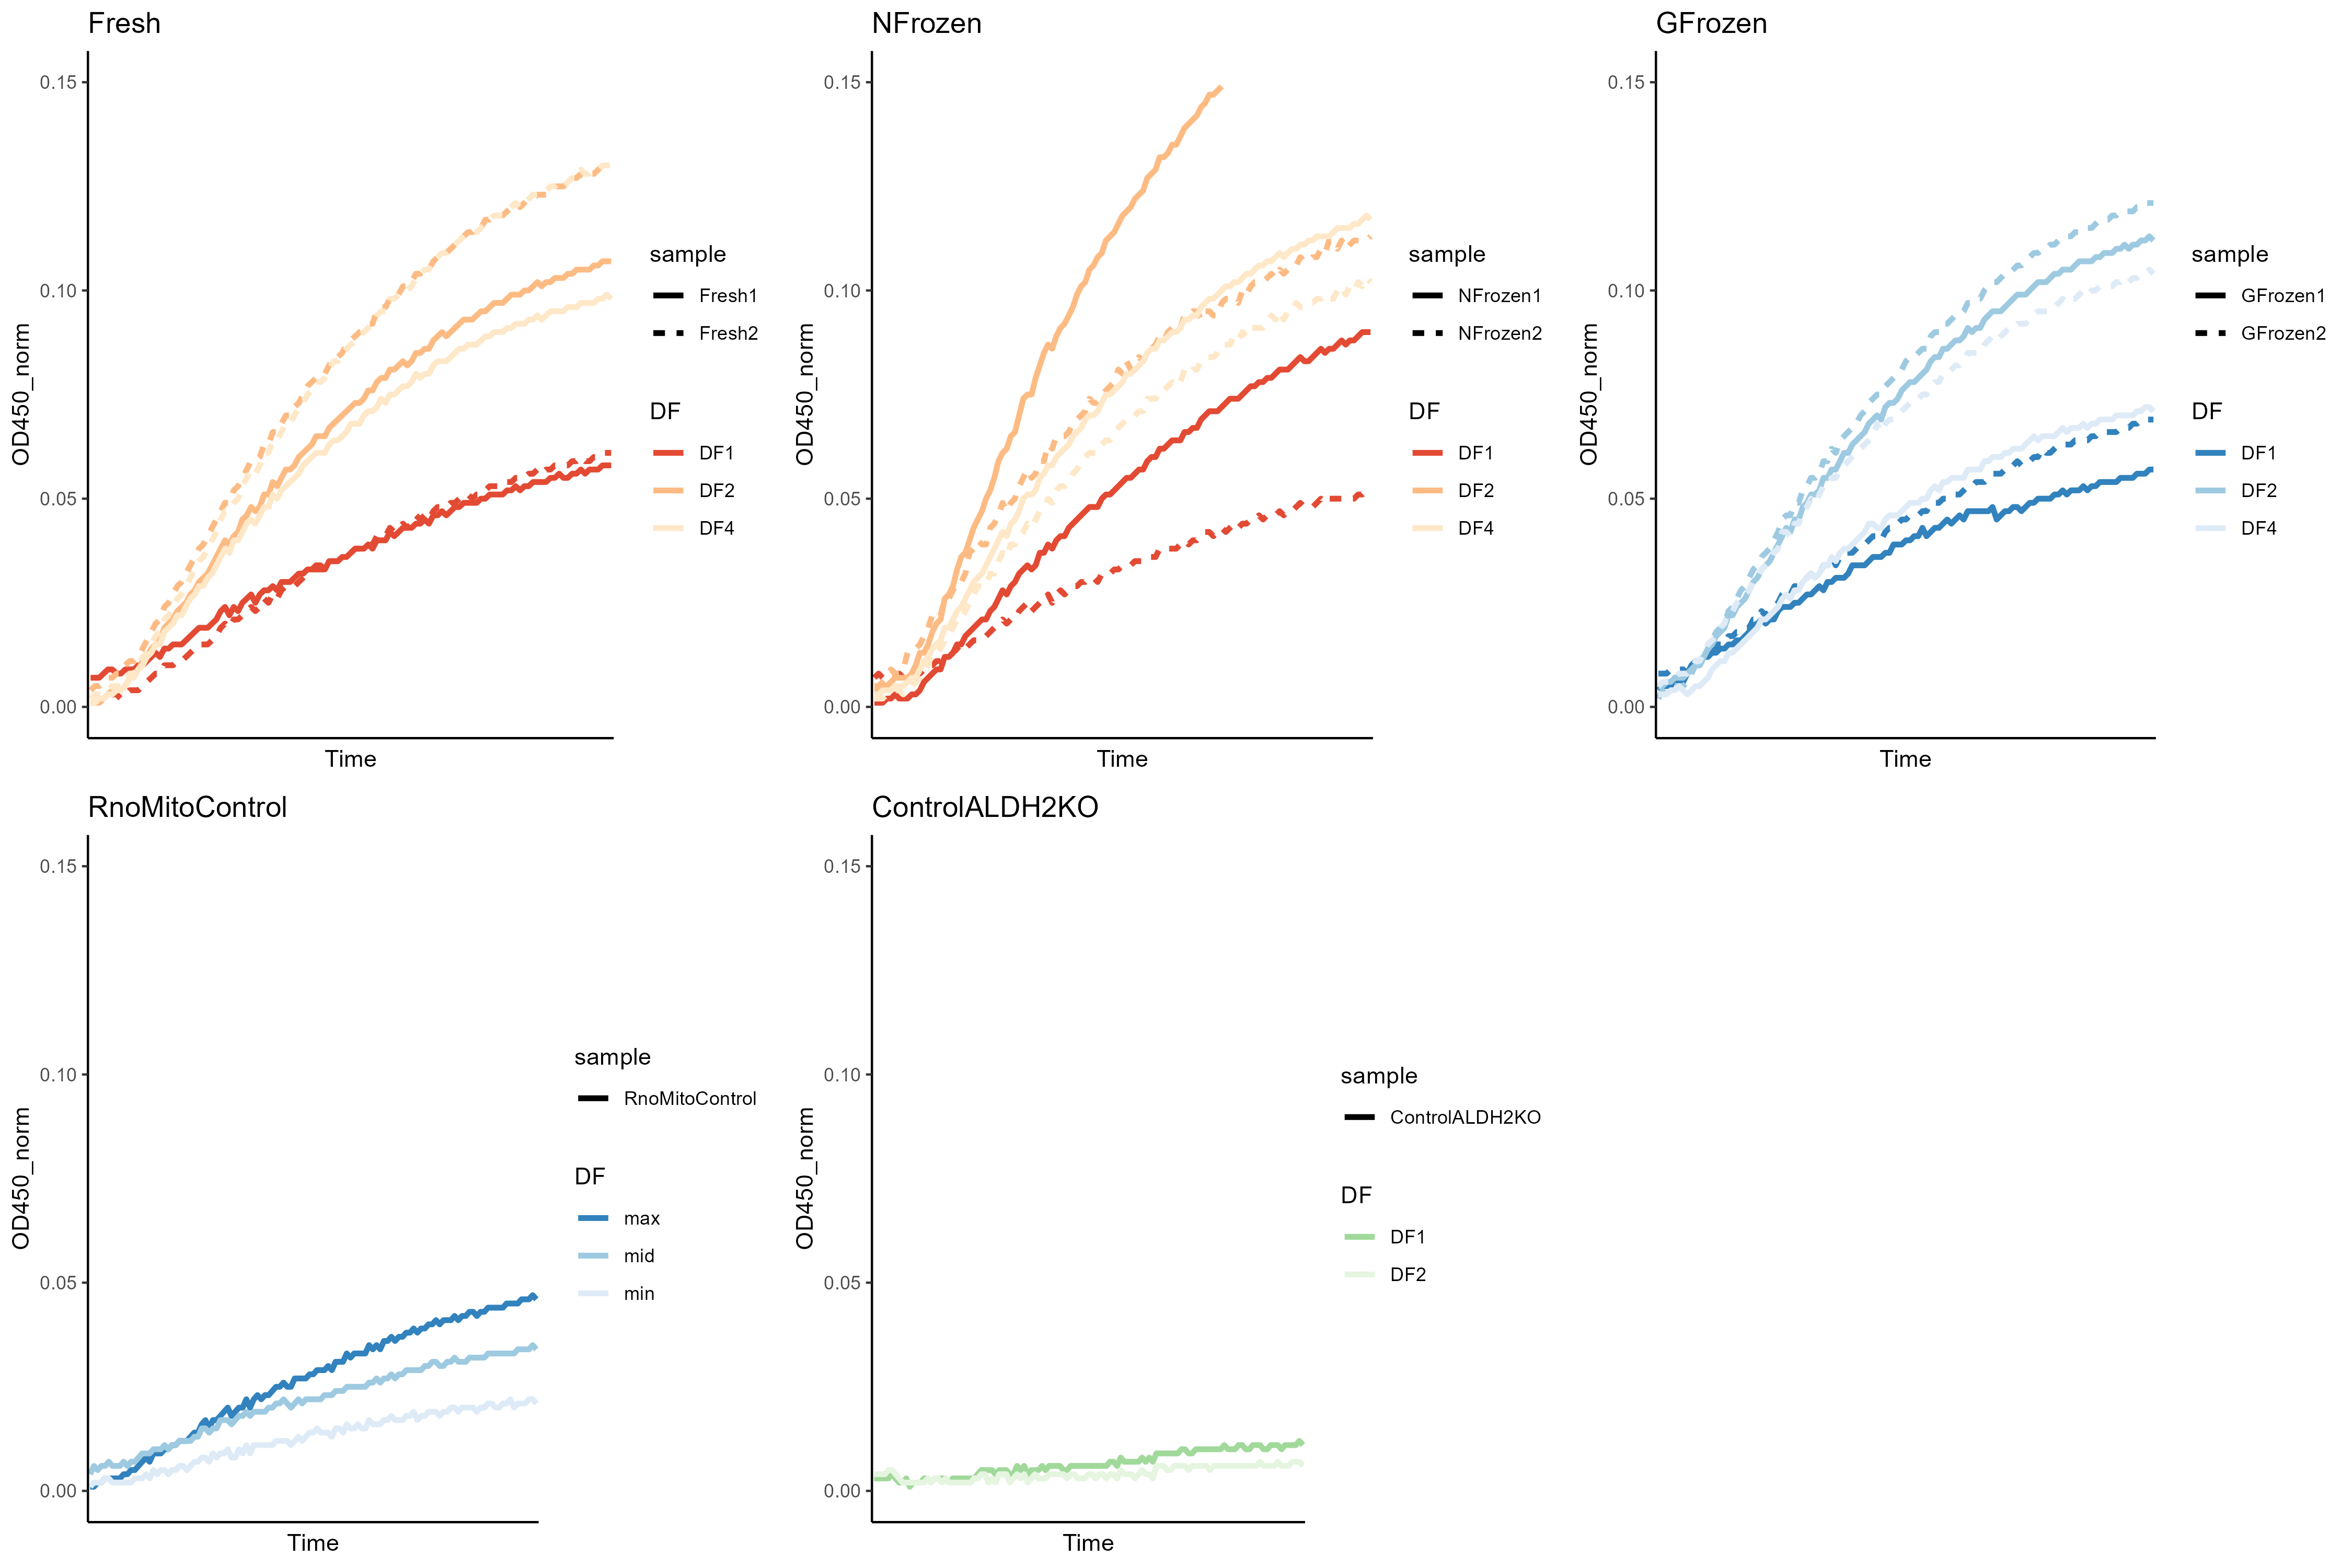 Fresh
0.15
0.10
0.05
0.00
OD450_norm
Time
sample
Fresh1
Fresh2
DF
DF1
DF2
DF4
NFrozen
0.15
0.10
0.05
0.00
OD450_norm
Time
sample
NFrozen1
NFrozen2
DF
DF1
DF2
DF4
GFrozen
0.15
0.10
0.05
0.00
OD450_norm
Time
sample
GFrozen1
GFrozen2
DF
DF1
DF2
DF4
RnoMitoControl
0.15
0.10
0.05
0.00
OD450_norm
Time
sample
RnoMitoControl
DF
max
mid
min
ControlALDH2KO
0.15
0.10
0.05
0.00
OD450_norm
Time
sample
ControlALDH2KO
DF
DF1
DF2